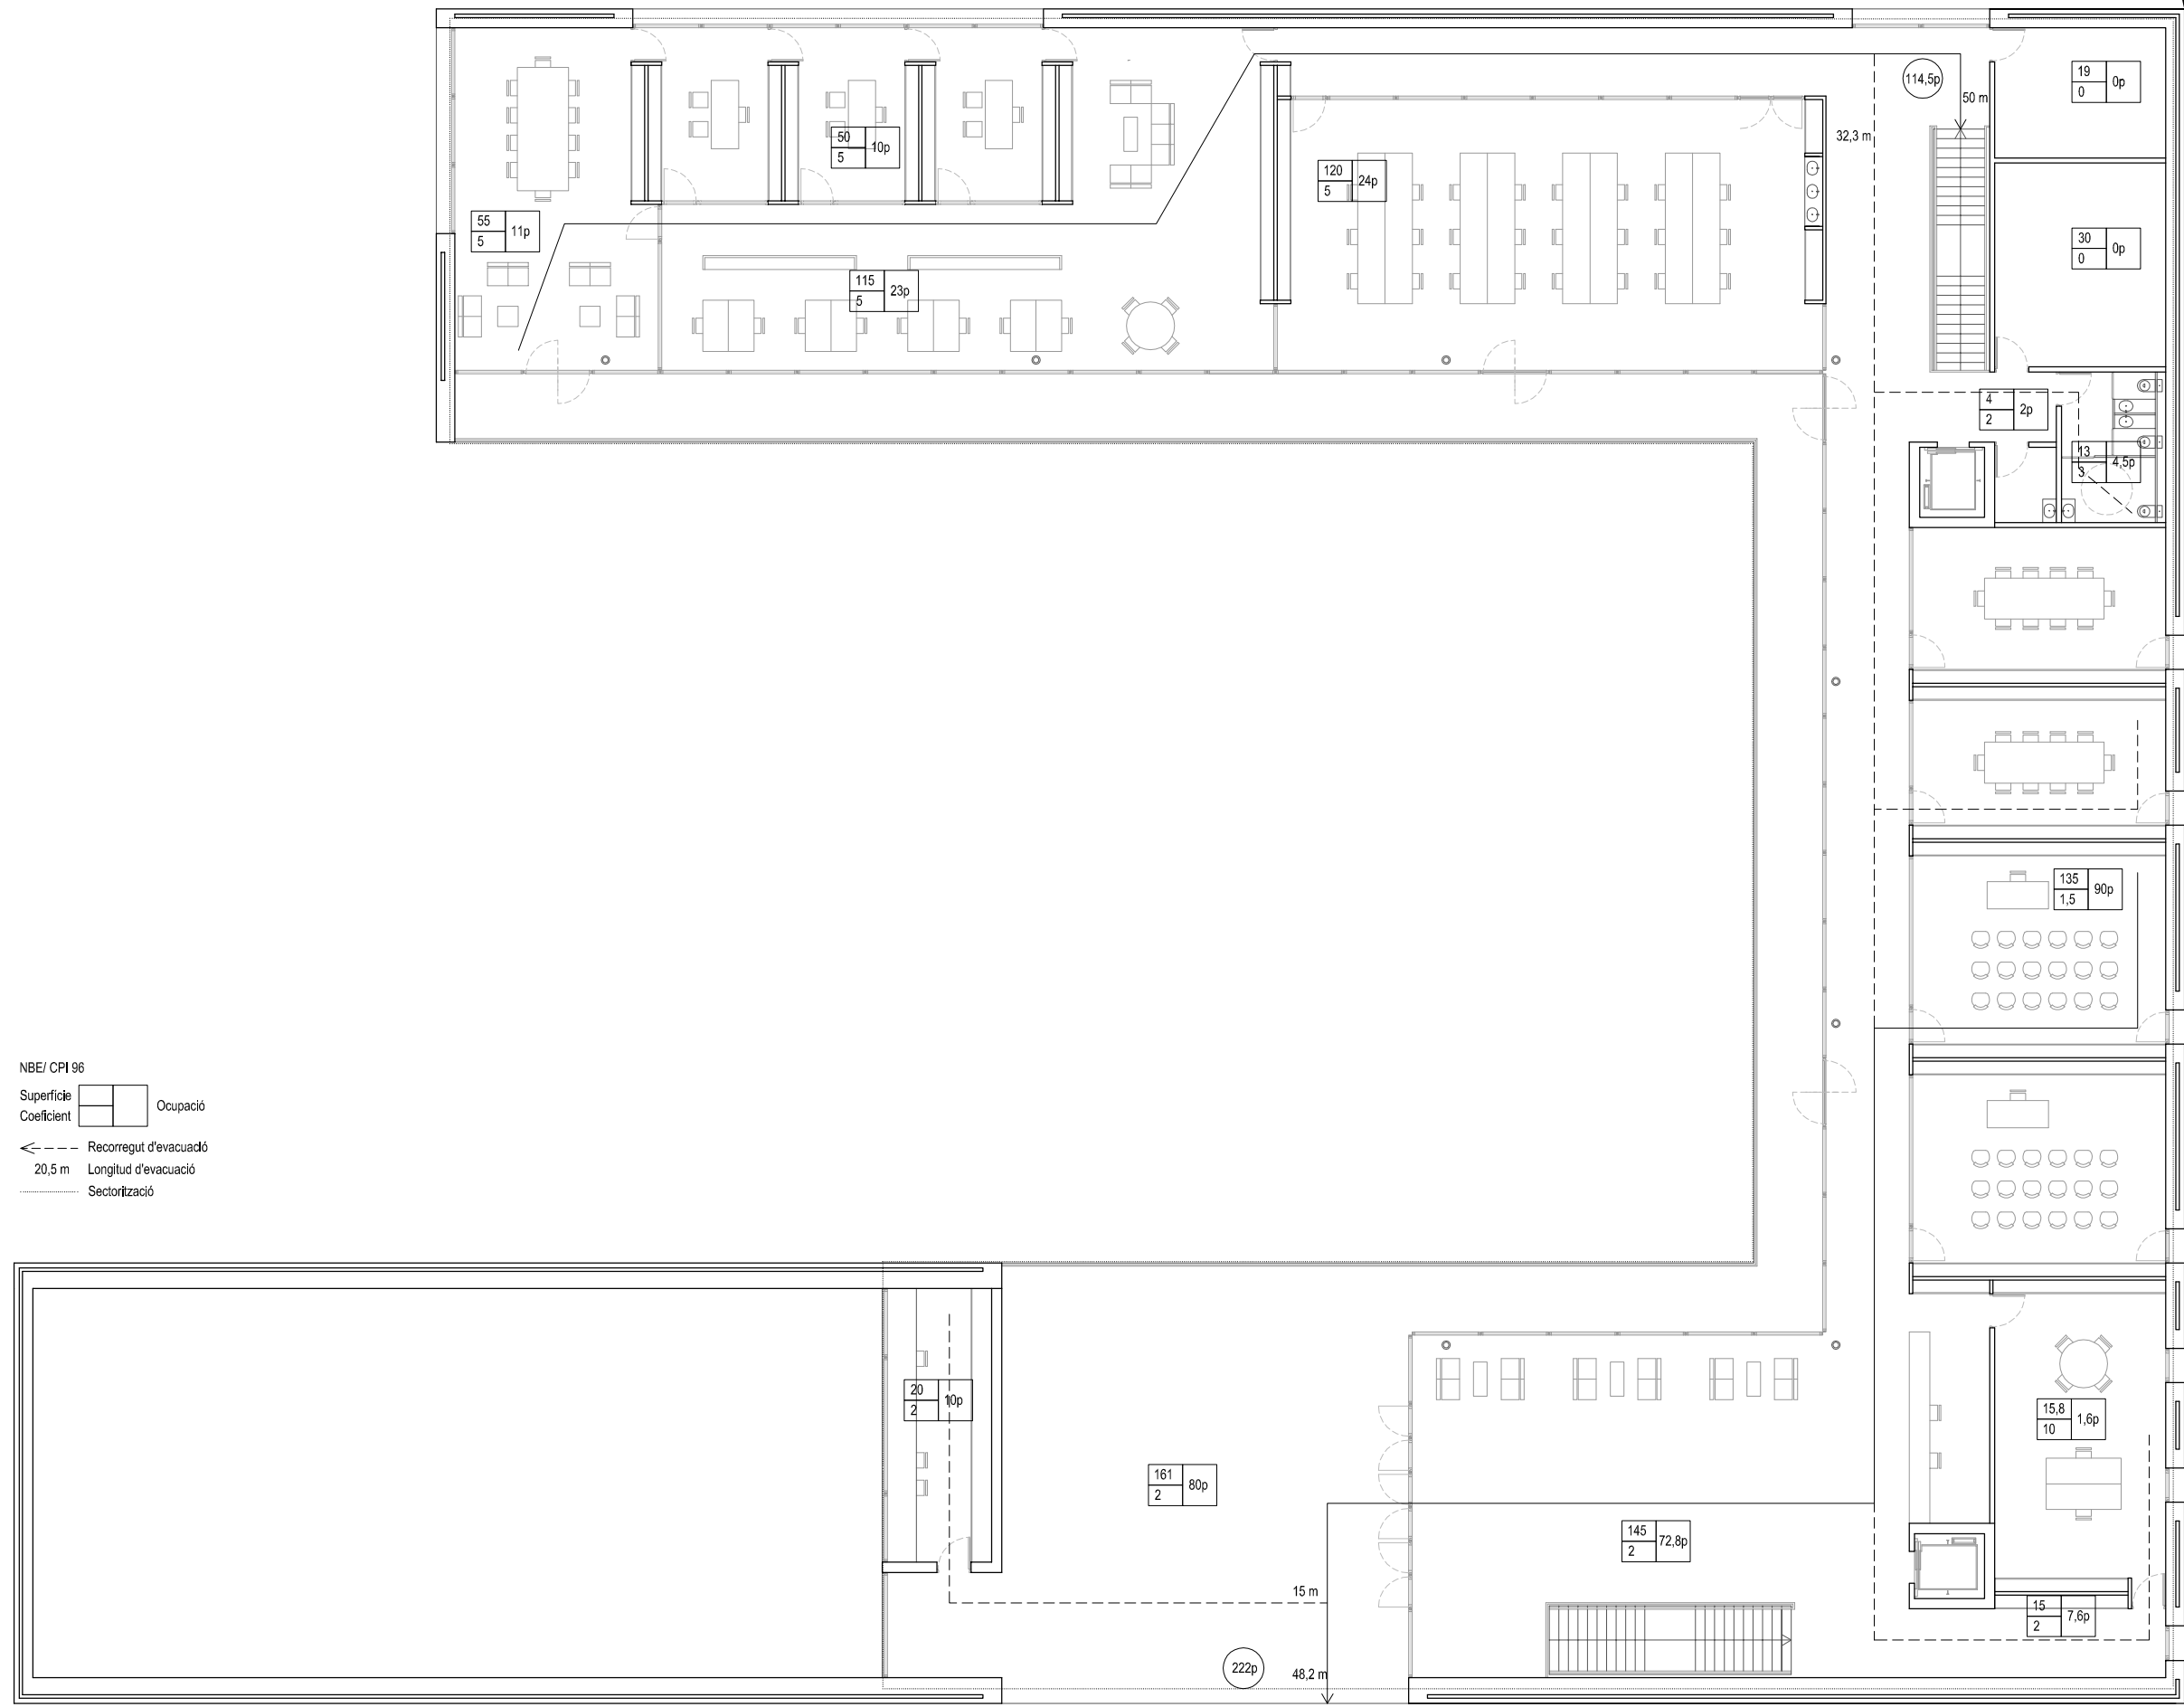 114,5p
50 m
32,3 m
19
0
0p
50
5
10p
120
5
24p
55
5
11p
30
0
0p
115
5
23p
4
2
2p
13
3
4,5p
135
1,5
90p
NBE/ CPI 96
Superfície
Coeficient
Ocupació
Recorregut d'evacuació
20,5 m Longitud d'evacuació
Sectorització
20
2
10p
15,8
10
1,6p
161
2
80p
145
2
72,8p
15 m
15
2
7,6p
222p
48,2 m